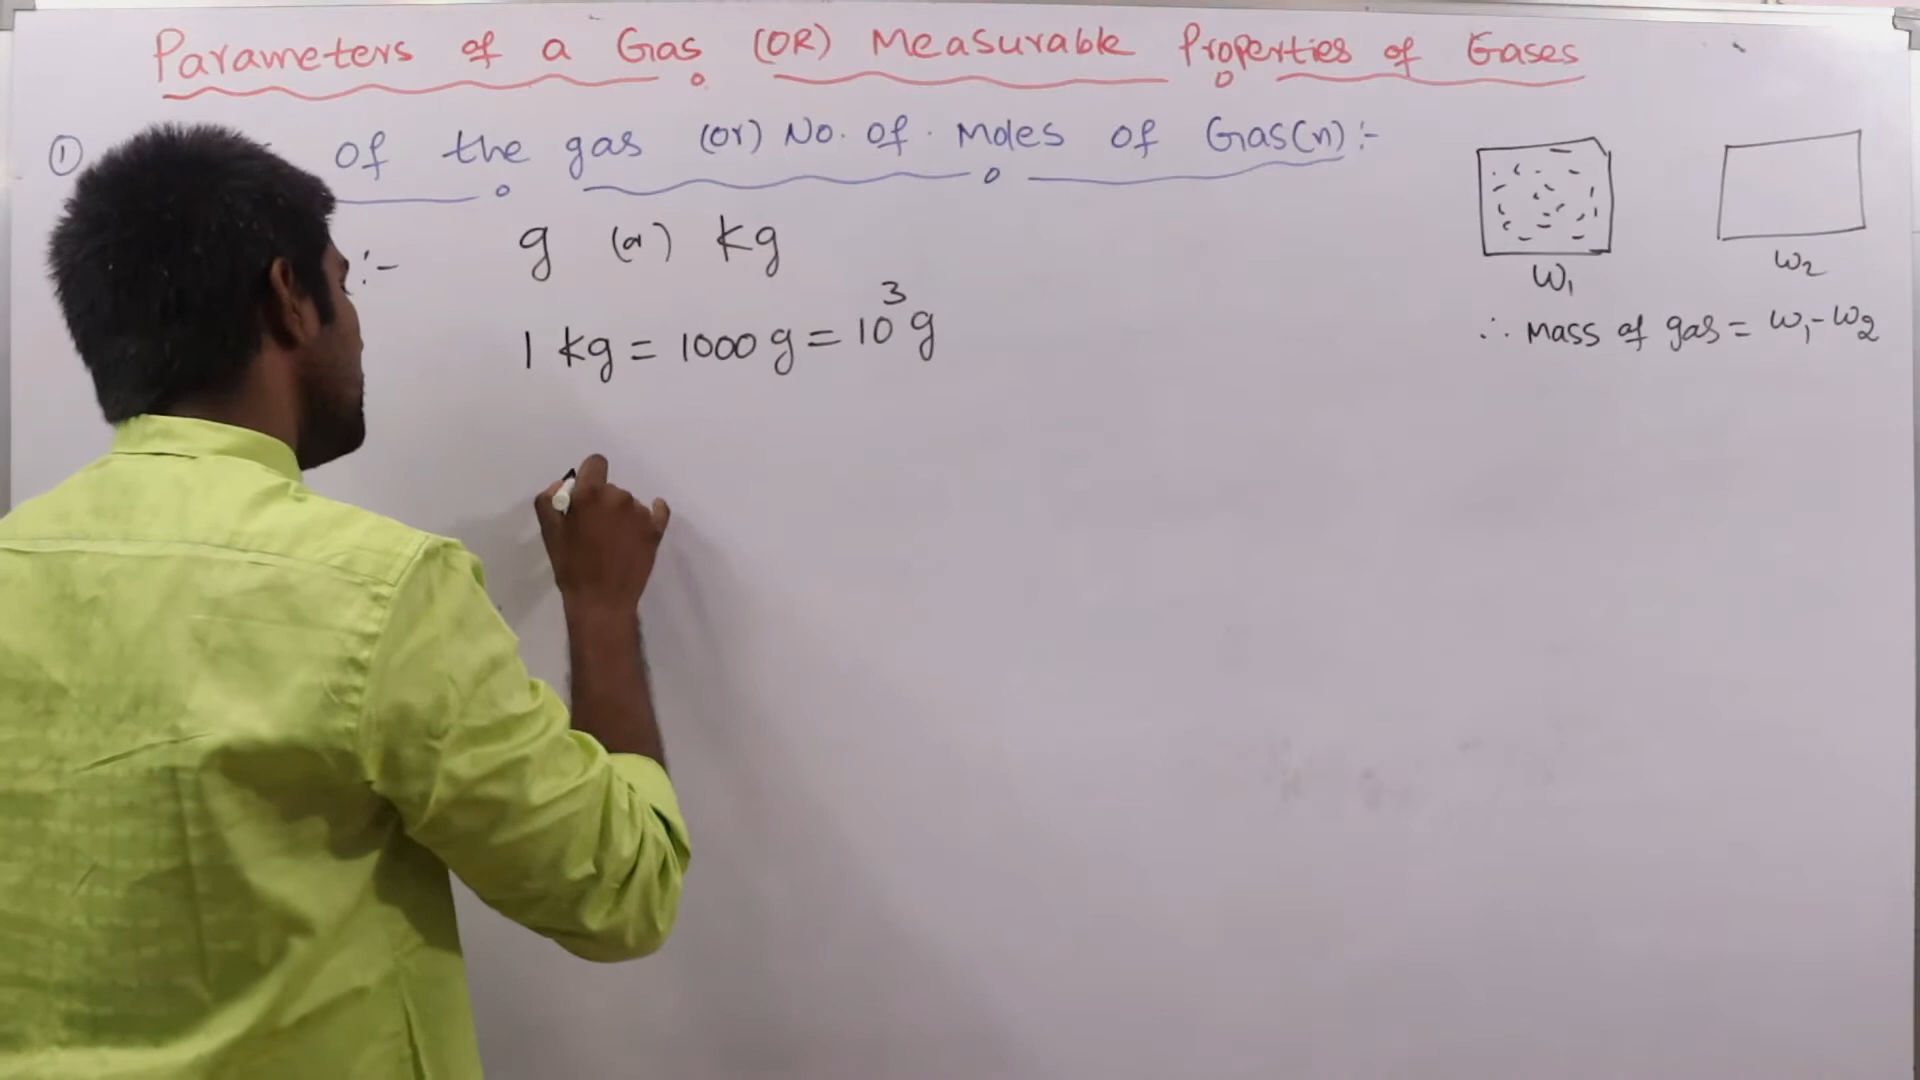 Parameters of a Gas (OR) Measurable Properties of Gases
① of the gas (or) No. of. Moles of Gas(n):-
:- g (or) kg
1 kg = 1000 g = 10³ g
W₁
W₂
∴ Mass of gas = W₁-W₂